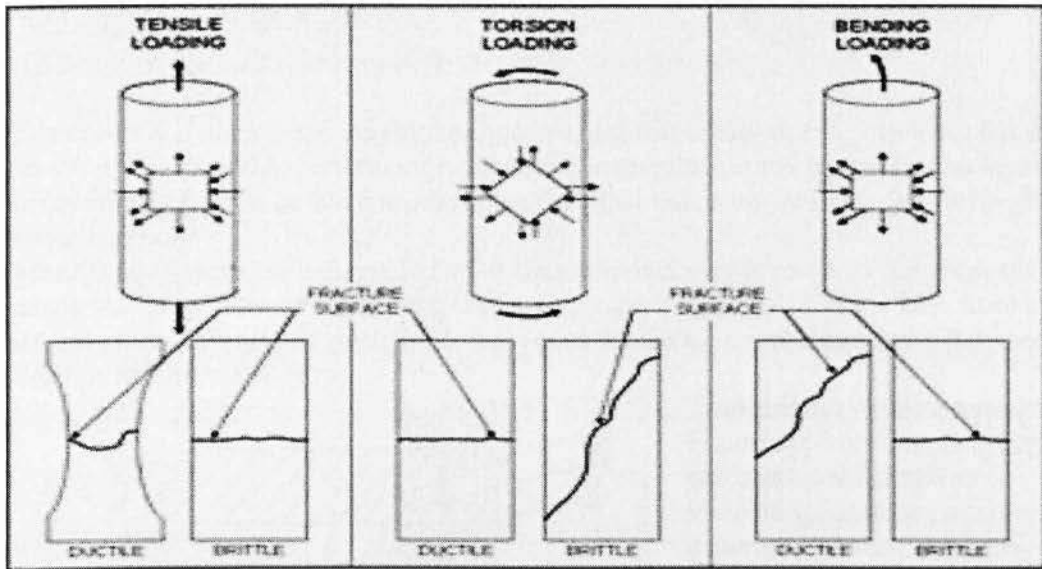 TENSILE
LOADING
TORSION
LOADING
BENDING
LOADING
FRACTURE
SURFACE
FRACTURE
SURFACE
DUCTILE
BRITTLE
DUCTILE
BRITTLE
DUCTILE
BRITTLE